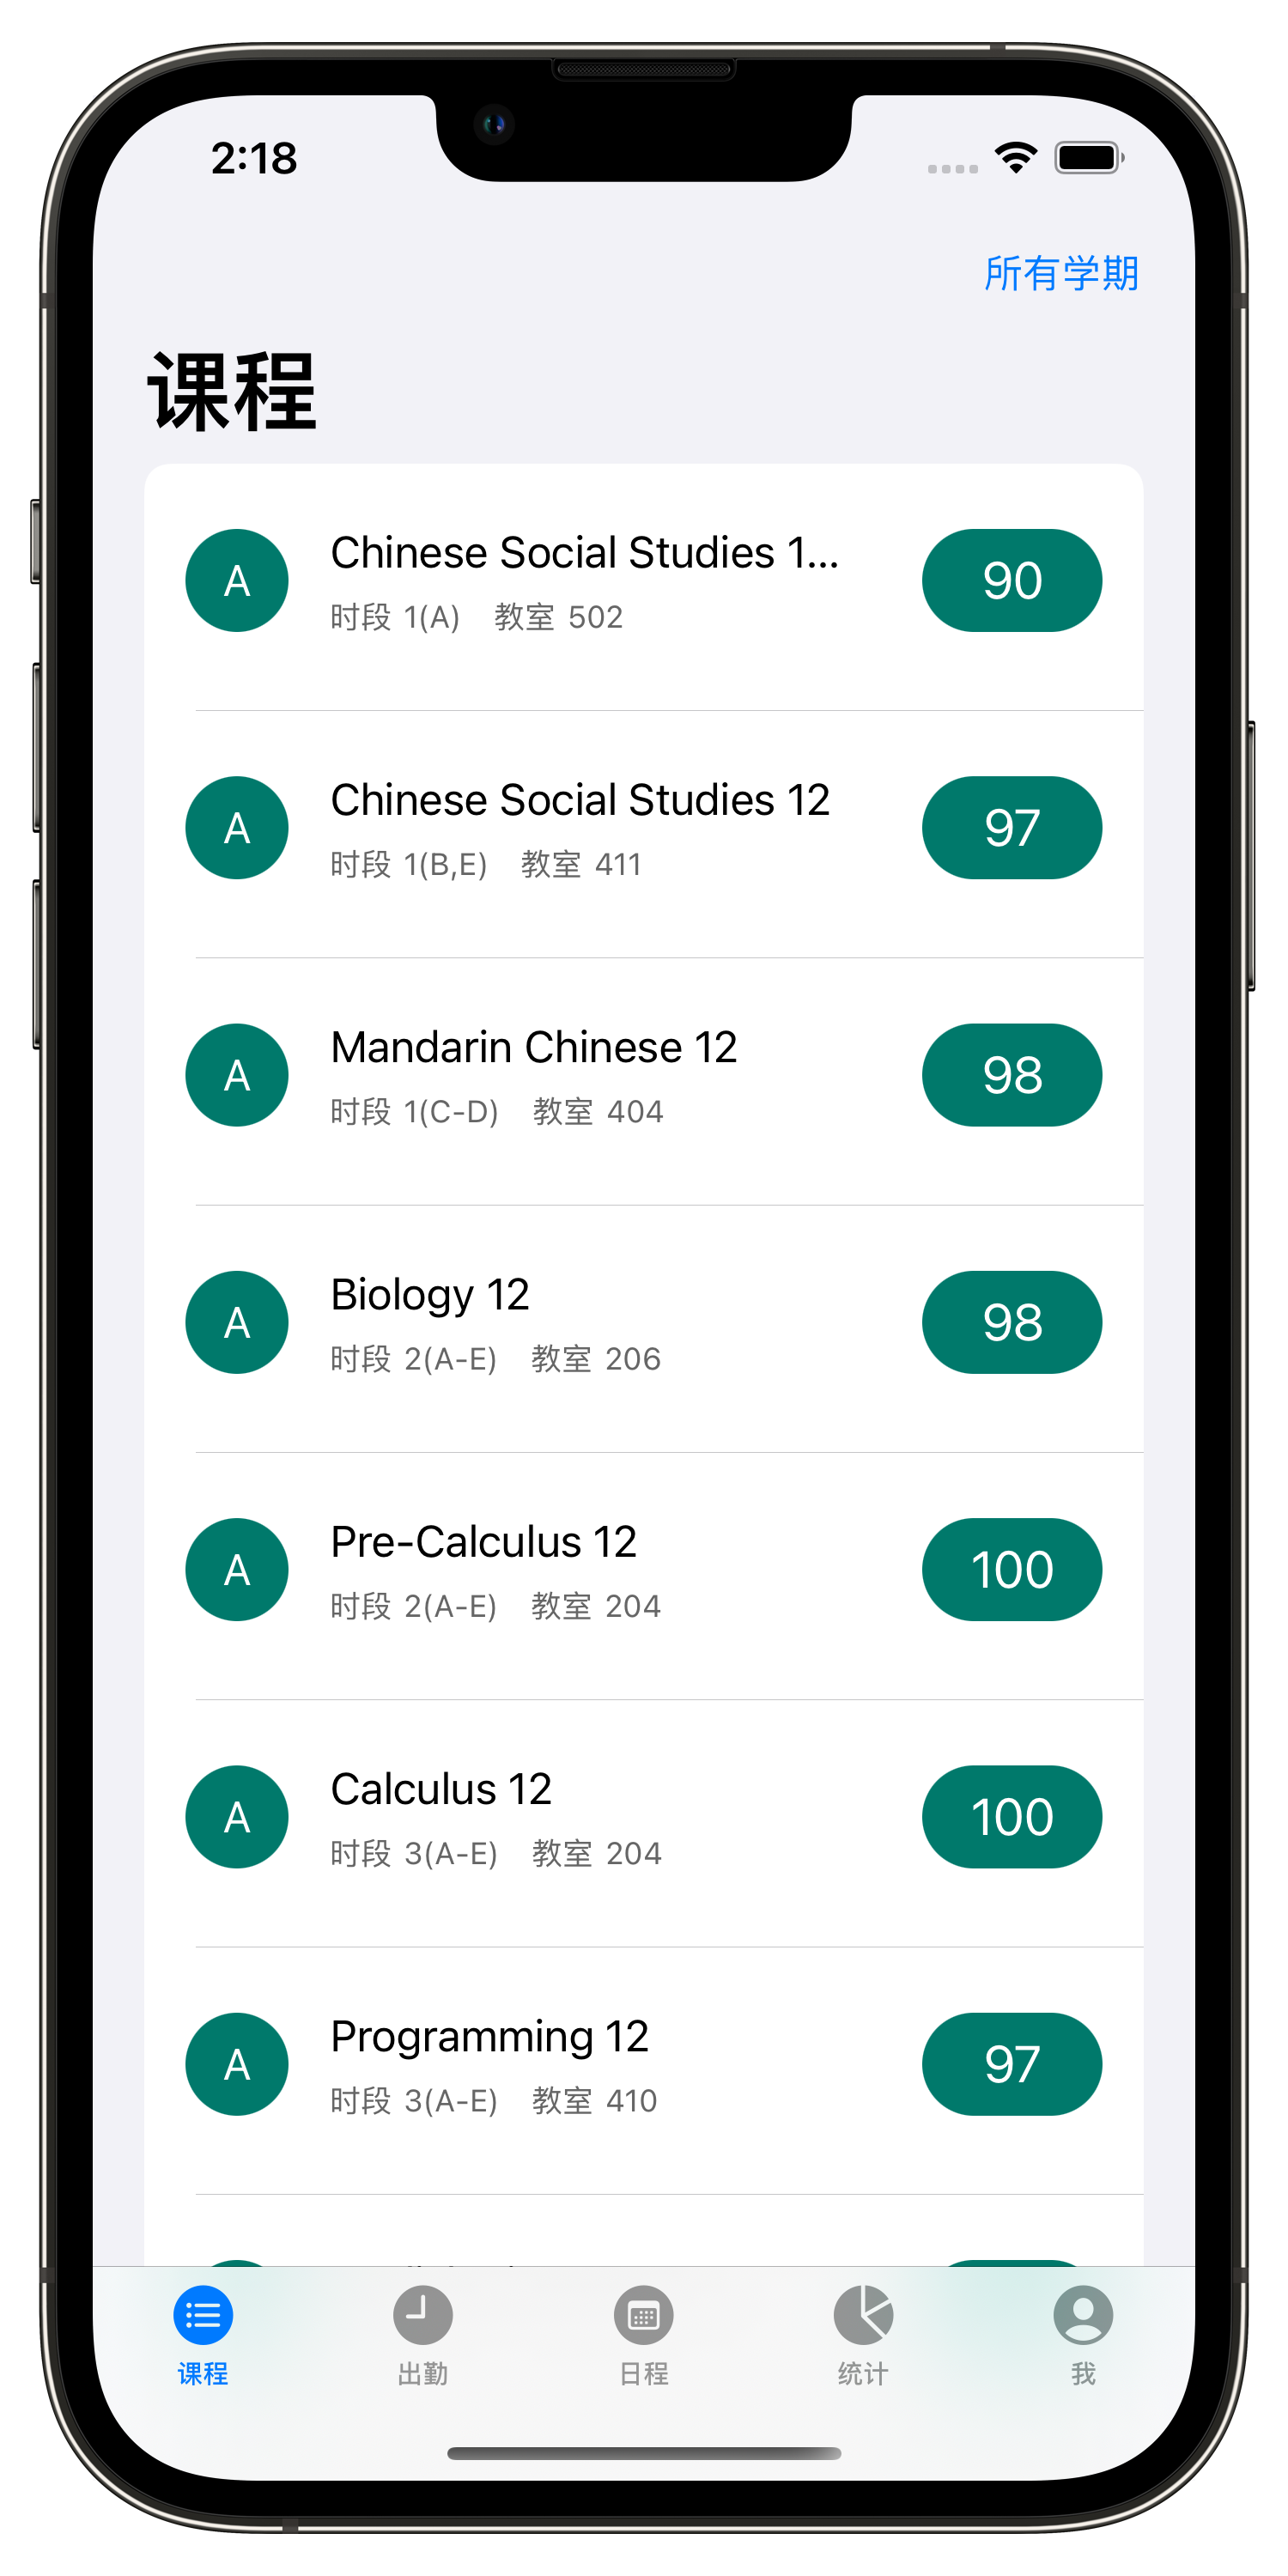 2:18
所有学期
课程
A
Chinese Social Studies 1...
时段 1(A) 教室 502
90
A
Chinese Social Studies 12
时段 1(B,E) 教室 411
97
A
Mandarin Chinese 12
时段 1(C-D) 教室 404
98
A
Biology 12
时段 2(A-E) 教室 206
98
A
Pre-Calculus 12
时段 2(A-E) 教室 204
100
A
Calculus 12
时段 3(A-E) 教室 204
100
A
Programming 12
时段 3(A-E) 教室 410
97
课程 出勤 日程 统计 我